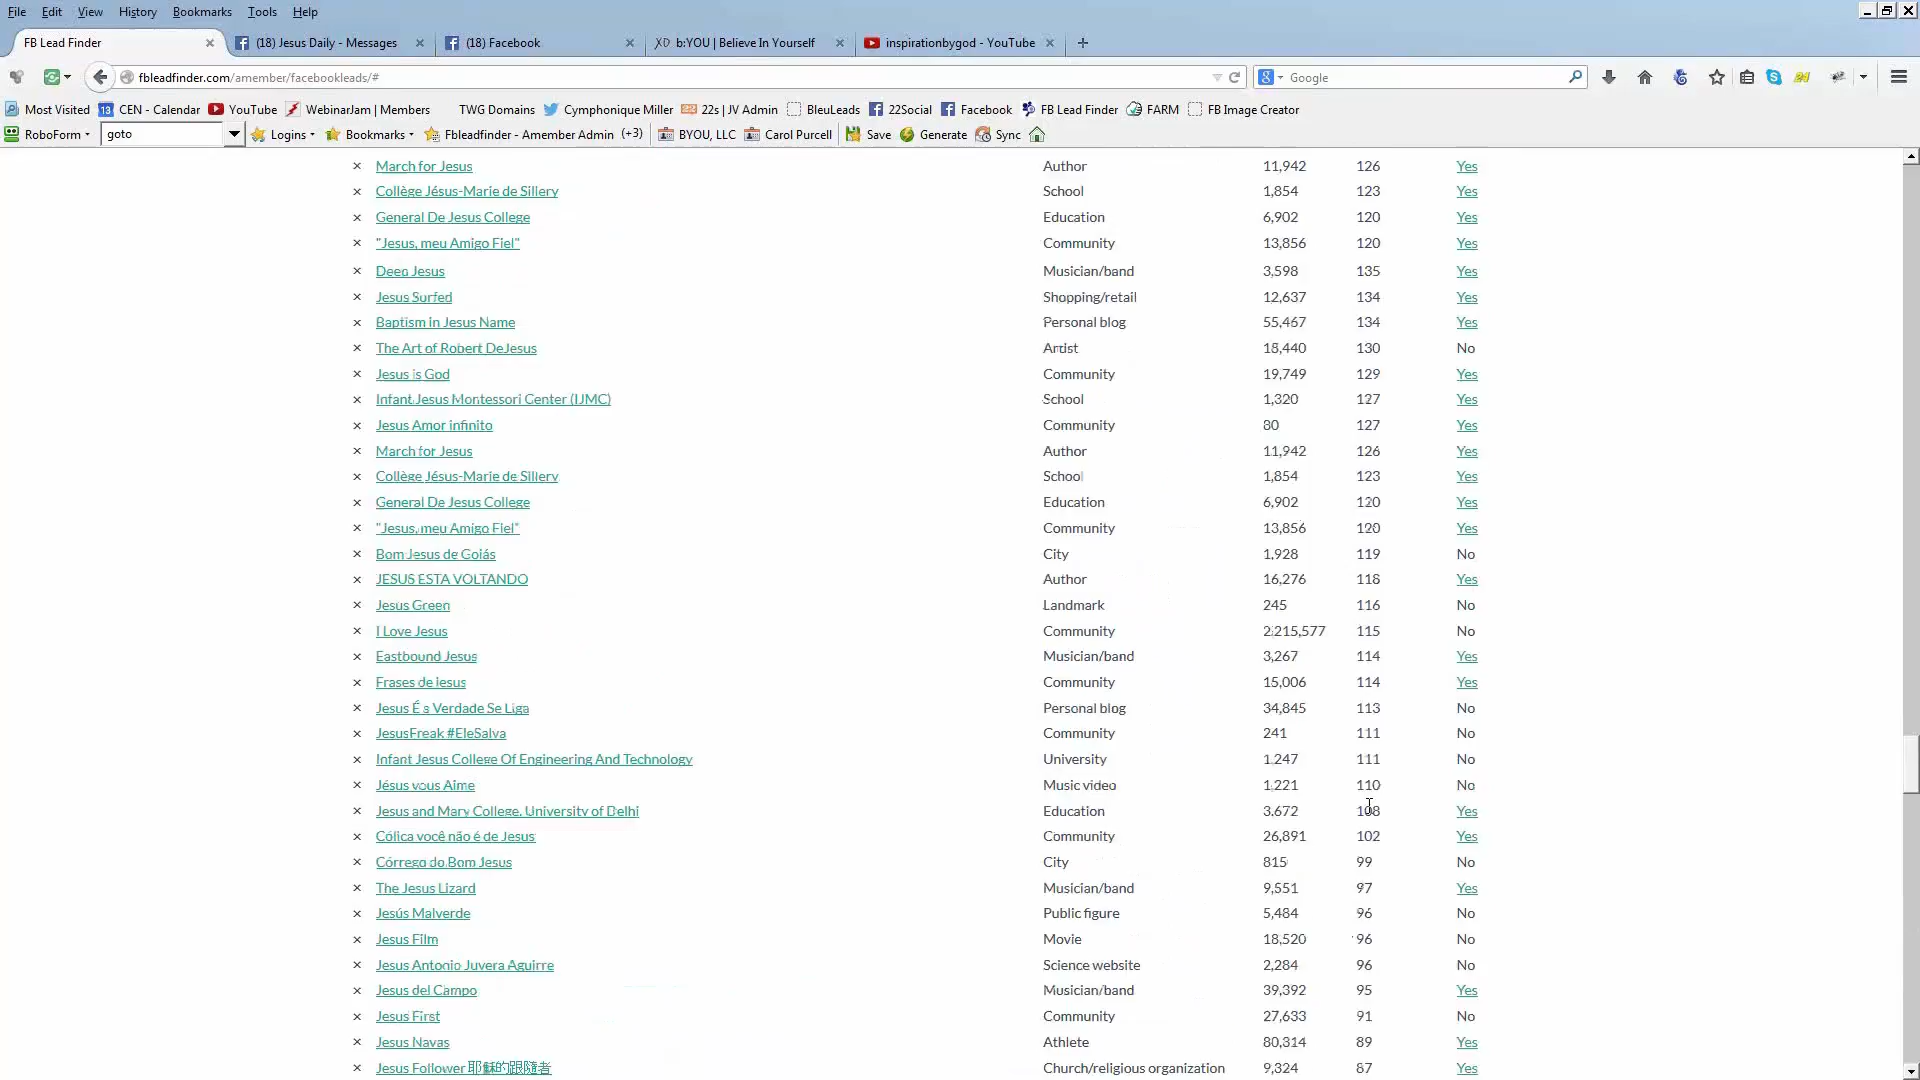 File Edit View History Bookmarks Tools Help
FB Lead Finder (18) Jesus Daily - Messages (18) Facebook b:YOU | Believe In Yourself inspirationbygod - YouTube
fbleadfinder.com/amember/facebookleads/# Google
Most Visited CEN - Calendar YouTube WebinarJam | Members TWG Domains Cymphonique Miller 22s | JV Admin BleuLeads 22Social Facebook FB Lead Finder FARM FB Image Creator
RoboForm goto Logins Bookmarks Fbleadfinder - Amember Admin (+3) BYOU, LLC Carol Purcell Save Generate Sync
× March for Jesus Author 11,942 126 Yes
× Collège Jésus-Marie de Sillery School 1,854 123 Yes
× General De Jesus College Education 6,902 120 Yes
× "Jesus, meu Amigo Fiel" Community 13,856 120 Yes
× Jesus Musician/band 3,598 135 Yes
× Jesus Surfed Shopping/retail 12,637 134 Yes
× Baptism in Jesus Name Personal blog 55,467 134 Yes
× The Art of Robert DeJesus Artist 18,440 130 No
× Jesus is God Community 19,749 129 Yes
× Infant Jesus Montessori Center (IJMC) School 1,320 127 Yes
× Jesus Amor infinito Community 80 127 Yes
× March for Jesus Author 11,942 126 Yes
× Collège Jésus-Marie de Sillery School 1,854 123 Yes
× General De Jesus College Education 6,902 120 Yes
× "Jesus, meu Amigo Fiel" Community 13,856 120 Yes
× Bom Jesus de Goiás City 1,928 119 No
× JESUS ESTA VOLTANDO Author 16,276 118 Yes
× Jesus Green Landmark 245 116 No
× I Love Jesus Community 2,215,577 115 No
× Eastbound Jesus Musician/band 3,267 114 Yes
× Frases de Jesus Community 15,006 114 Yes
× Jesus É a Verdade Se Liga Personal blog 34,845 113 No
× JesusFreak #EleSalva Community 241 111 No
× Infant Jesus College Of Engineering And Technology University 1,247 111 No
× Jésus vous Aime Music video 1,221 110 No
× Jesus and Mary College, University of Delhi Education 3,672 108 Yes
× Cólica você não é de Jesus Community 26,891 102 Yes
× Córrego do Bom Jesus City 815 99 No
× The Jesus Lizard Musician/band 9,551 97 Yes
× Jesús Malverde Public figure 5,484 96 No
× Jesus Film Movie 18,520 96 No
× Jesus Antonio Juvera Aguirre Science website 2,284 96 No
× Jesus del Campo Musician/band 39,392 95 Yes
× Jesus First Community 27,633 91 No
× Jesus Navas Athlete 80,314 89 Yes
× Jesus Follower 耶穌的跟隨者 Church/religious organization 9,324 87 Yes